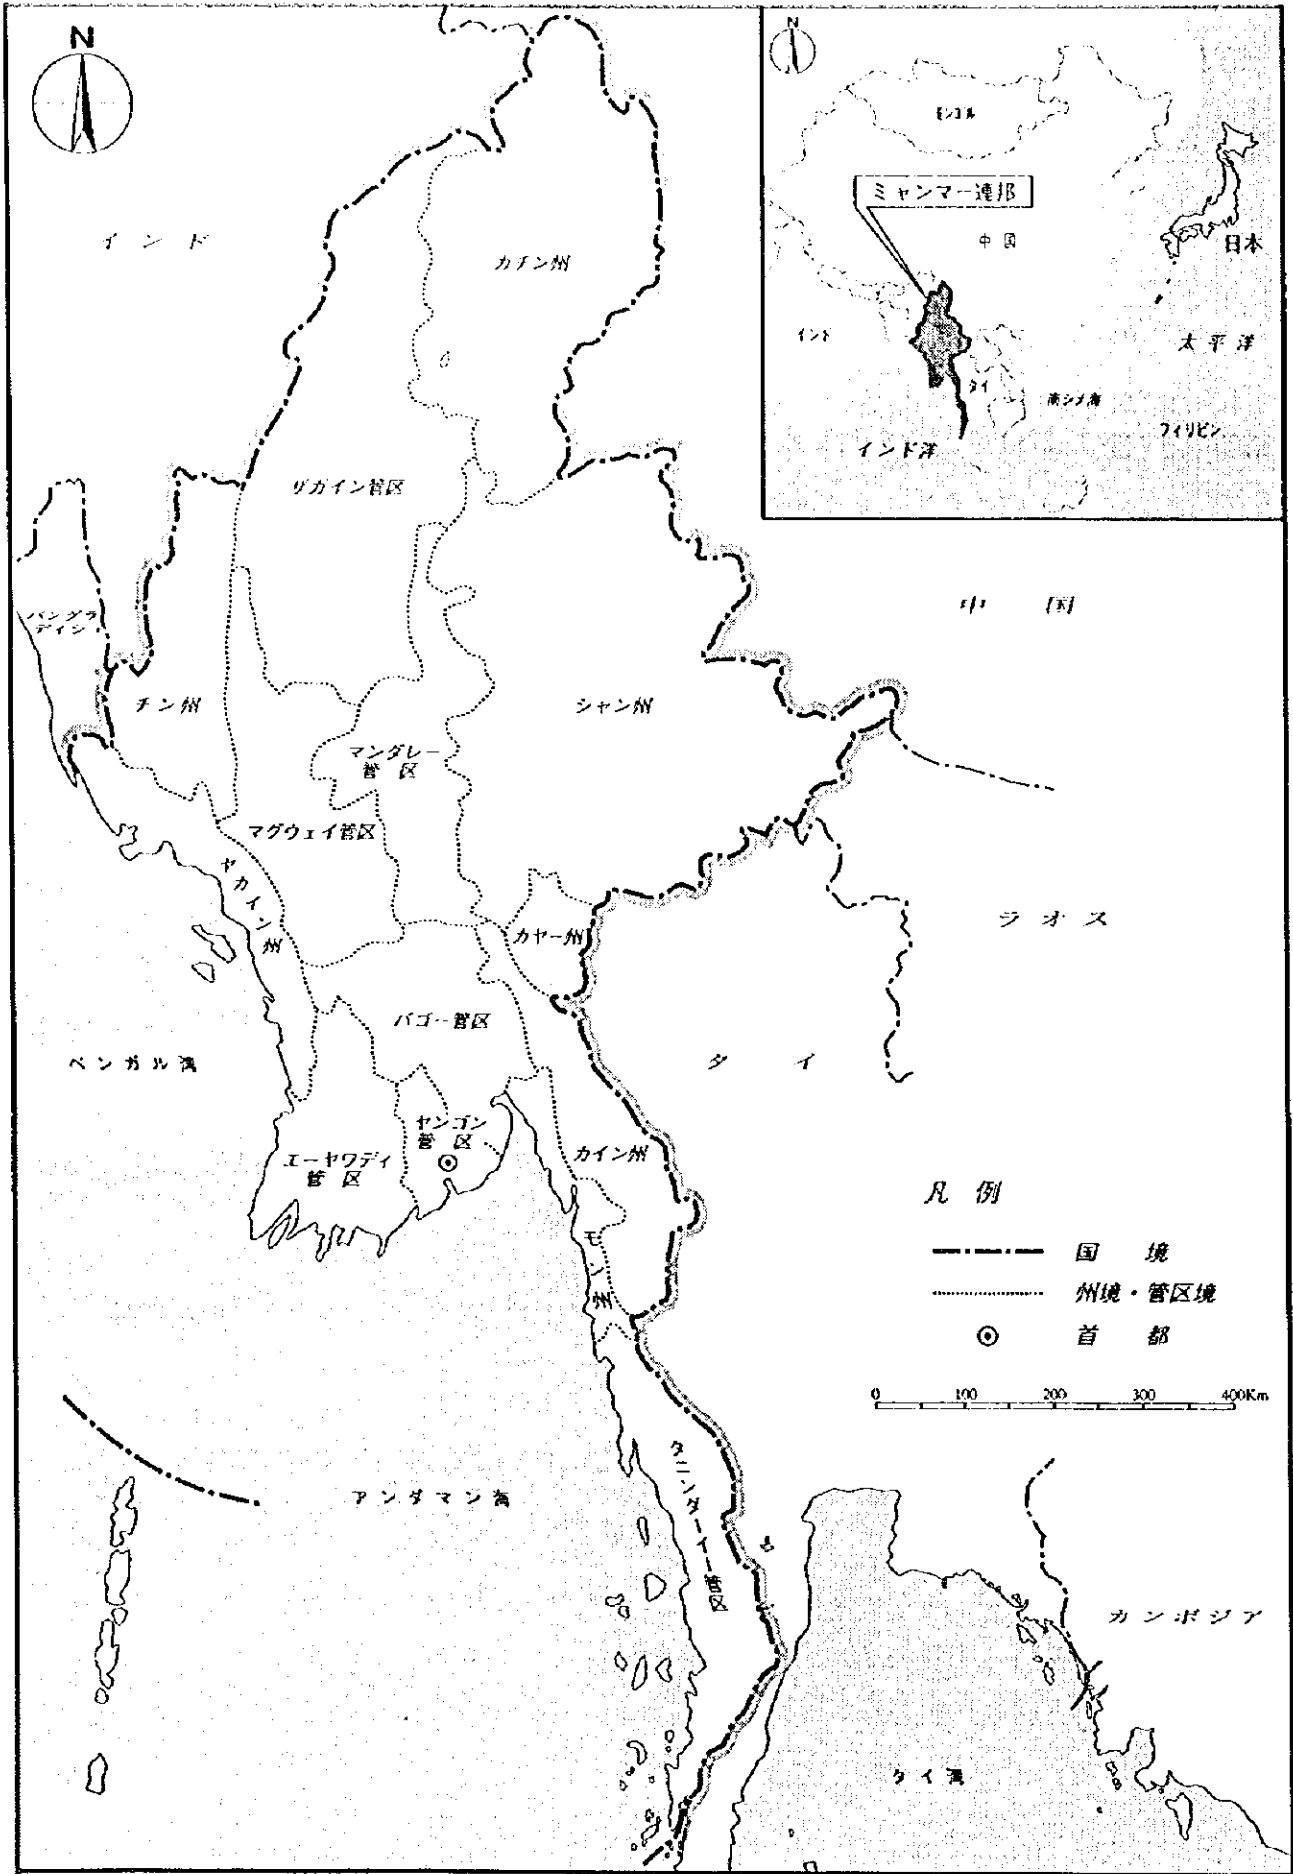 N
インド
カチン州
サガイン管区
バングラ
ディシ
チン州
シャン州
マンダレー
管区
マグウェイ管区
ヤカイン州
カヤー州
バゴー管区
ベンガル湾
ヤンゴン
管区
エーヤワディ
管区
カイン州
モン州
タニンダーヤー管区
アンダマン海
中国
ラオス
タイ
カンボジア
タイ湾
N
モンゴル
ミャンマー連邦
中国
日本
インド
タイ
南シナ海
太平洋
フィリピン
インド洋
凡例
国境
州境・管区境
首都
0 100 200 300 400Km